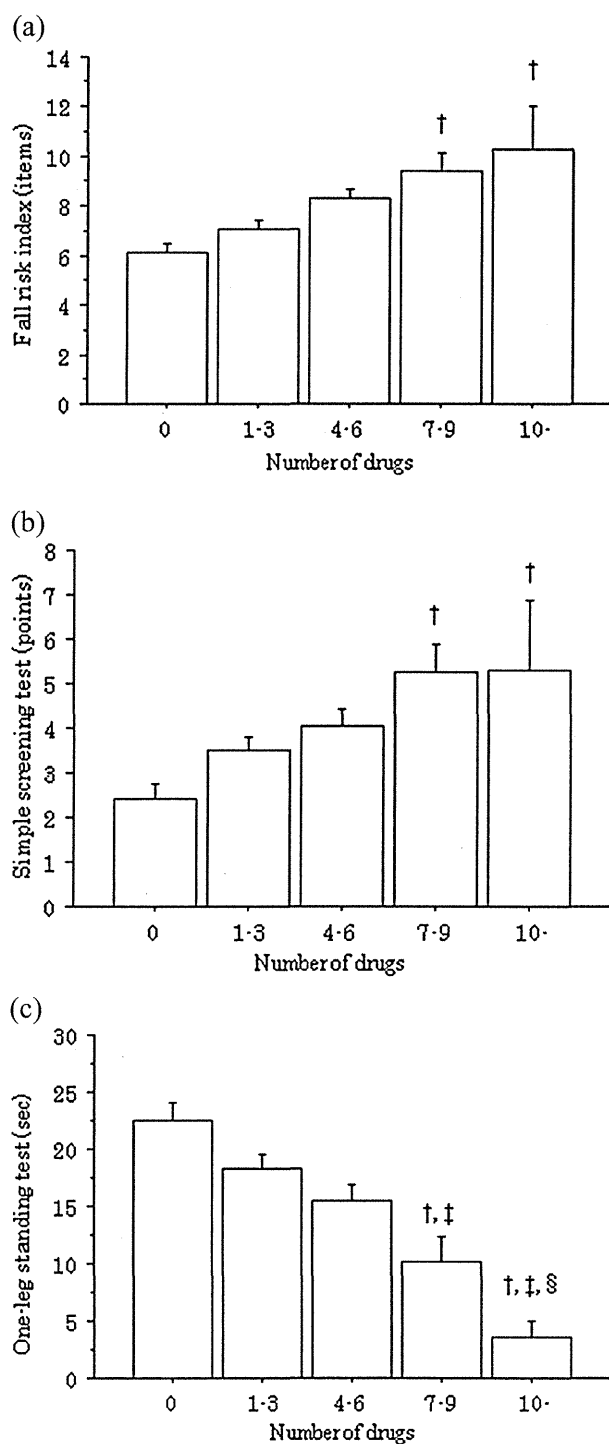 (a)
14
12
10
8
6
4
2
0
Fall risk index (items)
†
†
0 1-3 4-6 7-9 10-
Number of drugs
(b)
8
7
6
5
4
3
2
1
0
Simple screening test (points)
†
†
0 1-3 4-6 7-9 10-
Number of drugs
(c)
30
25
20
15
10
5
0
One-leg standing test (sec)
†, ‡
†, ‡, §
0 1-3 4-6 7-9 10-
Number of drugs